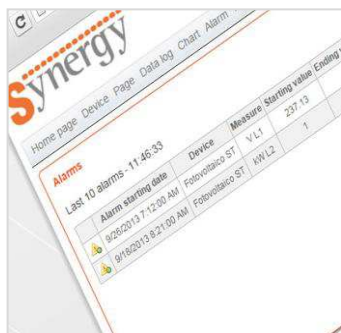 Synergy
Home page Device Page Data log Chart Alarm
Alarms
Last 10 alarms - 11:46:33
Alarm starting date Device Measure Starting value Ending
9/26/2013 7:12:00 AM Fotovoltaico ST V L1 237.13
9/18/2013 8:21:00 AM Fotovoltaico ST kW L2 1